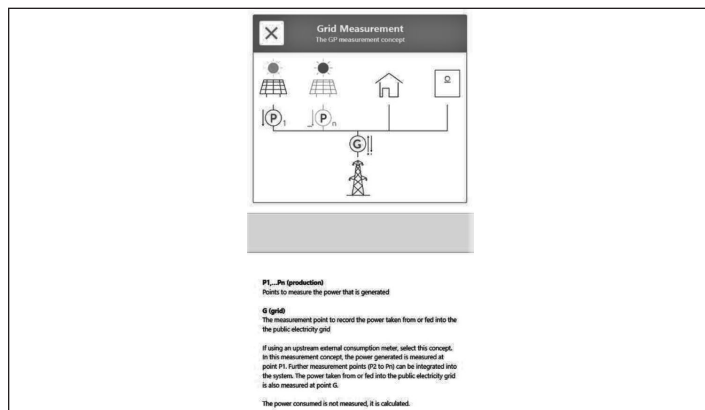 Grid Measurement
The GP measurement concept
Ω
P 1
P n
G
P1,...Pn (production)
Points to measure the power that is generated
G (grid)
The measurement point to record the power taken from or fed into the
the public electricity grid
If using an upstream external consumption meter, select this concept.
In this measurement concept, the power generated is measured at
point P1. Further measurement points (P2 to Pn) can be integrated into
the system. The power taken from or fed into the public electricity grid
is also measured at point G.
The power consumed is not measured, it is calculated.